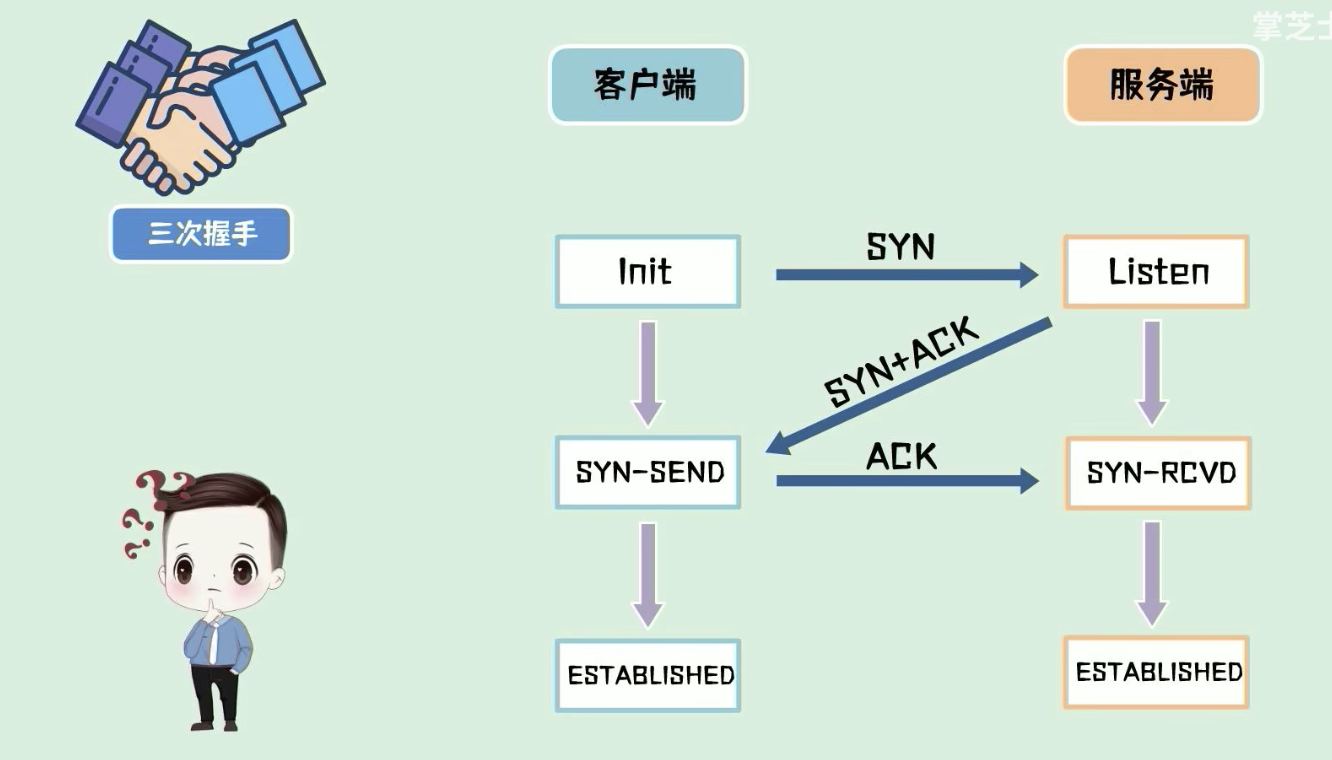 掌芝士
客户端
服务端
三次握手
SYN
Init
Listen
SYN+ACK
ACK
SYN-SEND
SYN-RCVD
ESTABLISHED
ESTABLISHED